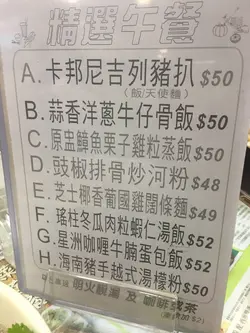 精選午餐
A. 卡邦尼吉列豬扒 $50
(飯/天使麵)
B. 蒜香洋蔥牛仔骨飯 $50
C. 原盅鱆魚栗子雞粒蒸飯 $50
D. 豉椒排骨炒河粉 $48
E. 芝士椰香葡國雞闊條麵 $49
F. 瑤柱冬瓜肉粒蝦仁湯飯 $52
G. 星洲咖喱牛腩蛋包飯 $52
H. 海南豬手越式湯檬粉 $50
明火靚湯 及 咖啡或茶